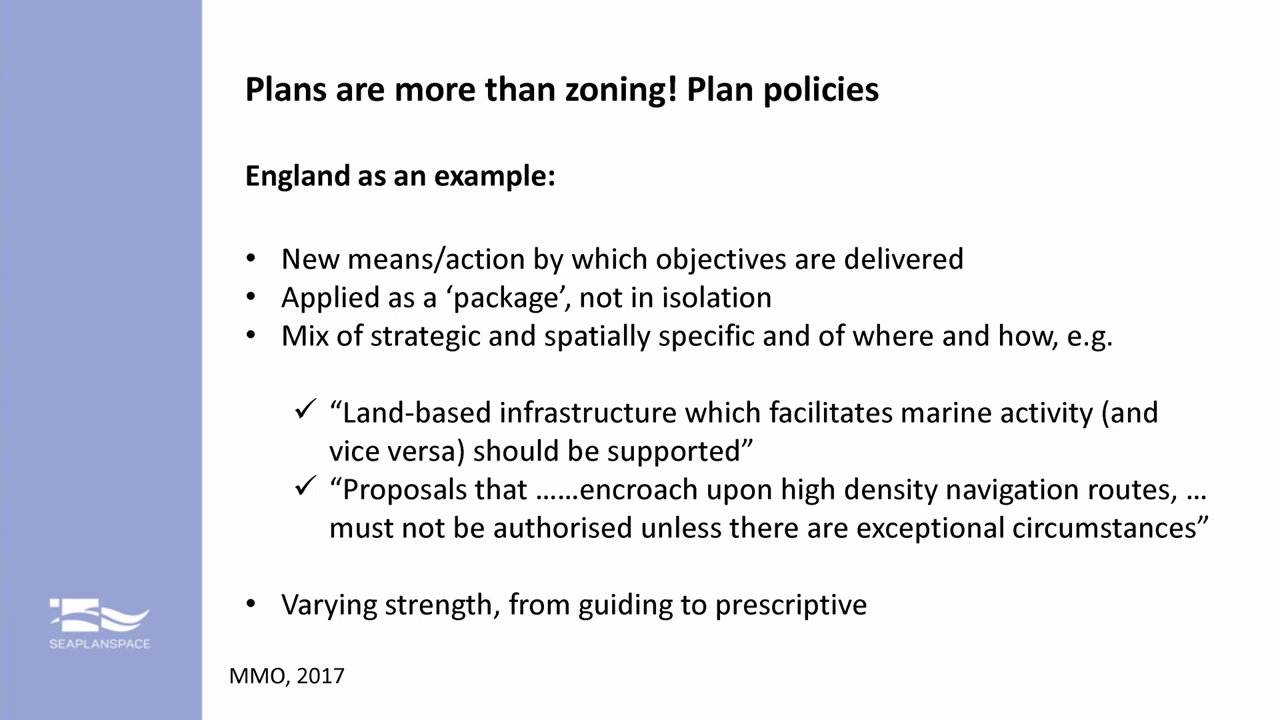 Plans are more than zoning! Plan policies
England as an example:
• New means/action by which objectives are delivered
• Applied as a ‘package’, not in isolation
• Mix of strategic and spatially specific and of where and how, e.g.
✓ “Land-based infrastructure which facilitates marine activity (and
vice versa) should be supported”
✓ “Proposals that ……encroach upon high density navigation routes, …
must not be authorised unless there are exceptional circumstances”
• Varying strength, from guiding to prescriptive
SEAPLANSPACE
MMO, 2017